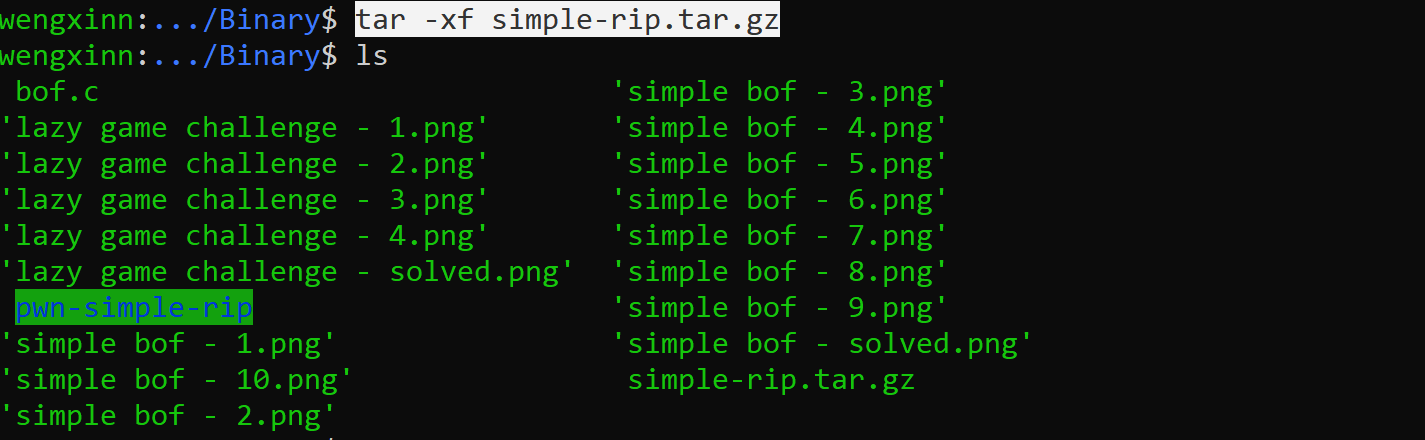 wengxinn:.../Binary$ tar -xf simple-rip.tar.gz
wengxinn:.../Binary$ ls
 bof.c                              'simple bof - 3.png'
'lazy game challenge - 1.png'       'simple bof - 4.png'
'lazy game challenge - 2.png'       'simple bof - 5.png'
'lazy game challenge - 3.png'       'simple bof - 6.png'
'lazy game challenge - 4.png'       'simple bof - 7.png'
'lazy game challenge - solved.png'  'simple bof - 8.png'
 pwn-simple-rip                     'simple bof - 9.png'
'simple bof - 1.png'                'simple bof - solved.png'
'simple bof - 10.png'                simple-rip.tar.gz
'simple bof - 2.png'